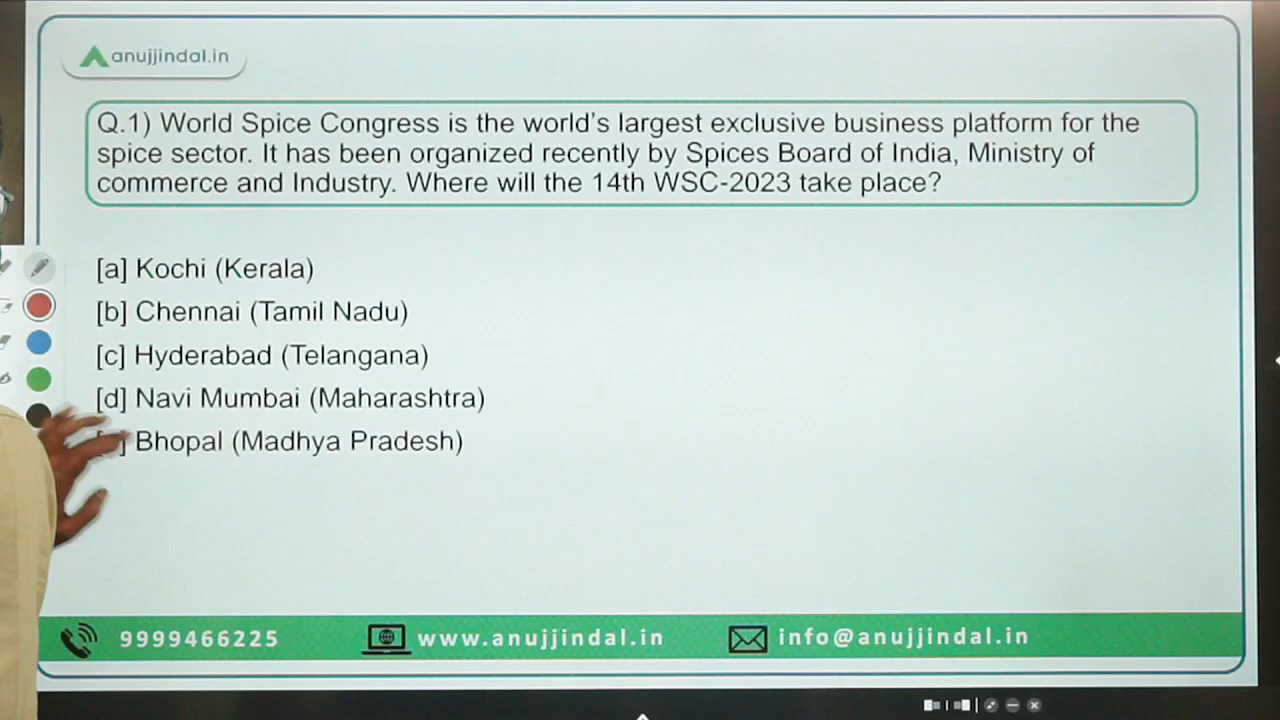 anujjindal.in
Q.1) World Spice Congress is the world's largest exclusive business platform for the
spice sector. It has been organized recently by Spices Board of India, Ministry of
commerce and Industry. Where will the 14th WSC-2023 take place?
[a] Kochi (Kerala)
[b] Chennai (Tamil Nadu)
[c] Hyderabad (Telangana)
[d] Navi Mumbai (Maharashtra)
Bhopal (Madhya Pradesh)
9999466225
www.anujjindal.in
info@anujjindal.in